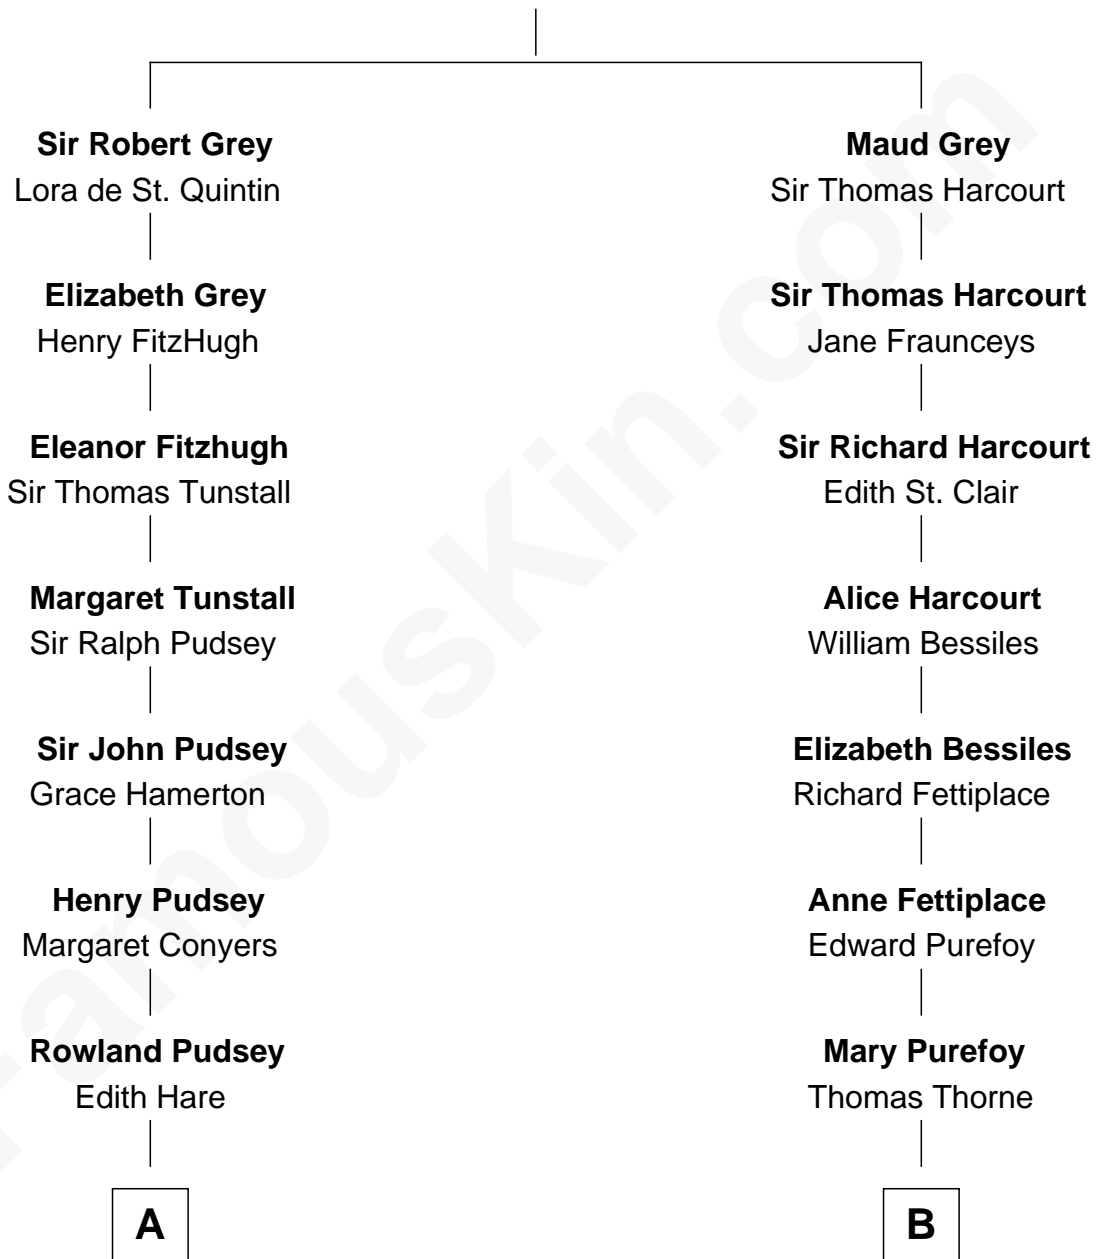 Sir Robert Grey
Lora de St. Quintin
Elizabeth Grey
Henry FitzHugh
Eleanor Fitzhugh
Sir Thomas Tunstall
Margaret Tunstall
Sir Ralph Pudsey
Sir John Pudsey
Grace Hamerton
Henry Pudsey
Margaret Conyers
Rowland Pudsey
Edith Hare
A
Maud Grey
Sir Thomas Harcourt
Sir Thomas Harcourt
Jane Fraunceys
Sir Richard Harcourt
Edith St. Clair
Alice Harcourt
William Bessiles
Elizabeth Bessiles
Richard Fettiplace
Anne Fettiplace
Edward Purefoy
Mary Purefoy
Thomas Thorne
B
FamousKin.com